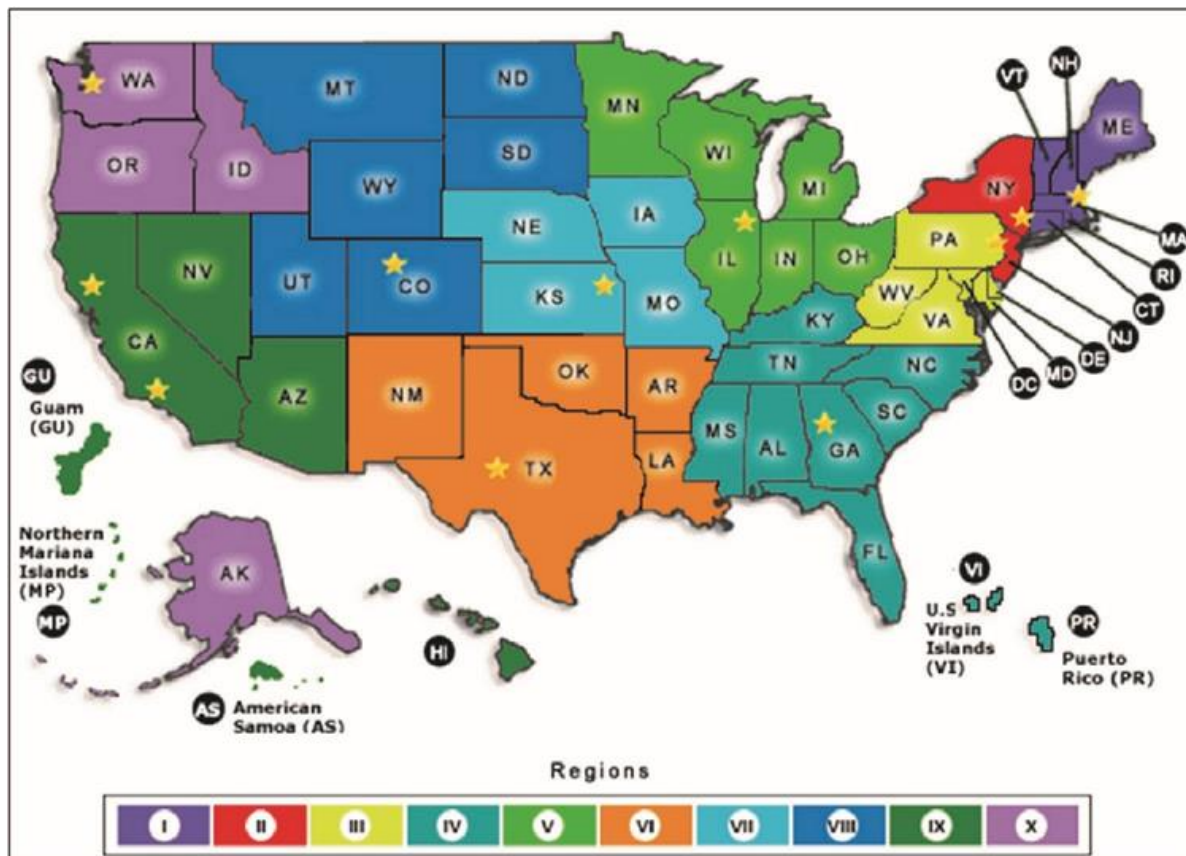 VT
NH
WA
MT
ND
MN
ME
OR
ID
SD
WI
WY
MI
NY
IA
NE
MA
NV
PA
UT
IL
IN
OH
RI
CO
KS
MO
WV
CT
CA
KY
VA
NJ
DE
MD
DC
TN
NC
GU
Guam
(GU)
AZ
NM
OK
AR
SC
MS
AL
GA
TX
LA
Northern
Mariana
Islands
(MP)
MP
AK
FL
VI
U.S
Virgin
Islands
(VI)
PR
Puerto
Rico (PR)
HI
AS
American
Samoa (AS)
Regions
I II III IV V VI VII VIII IX X